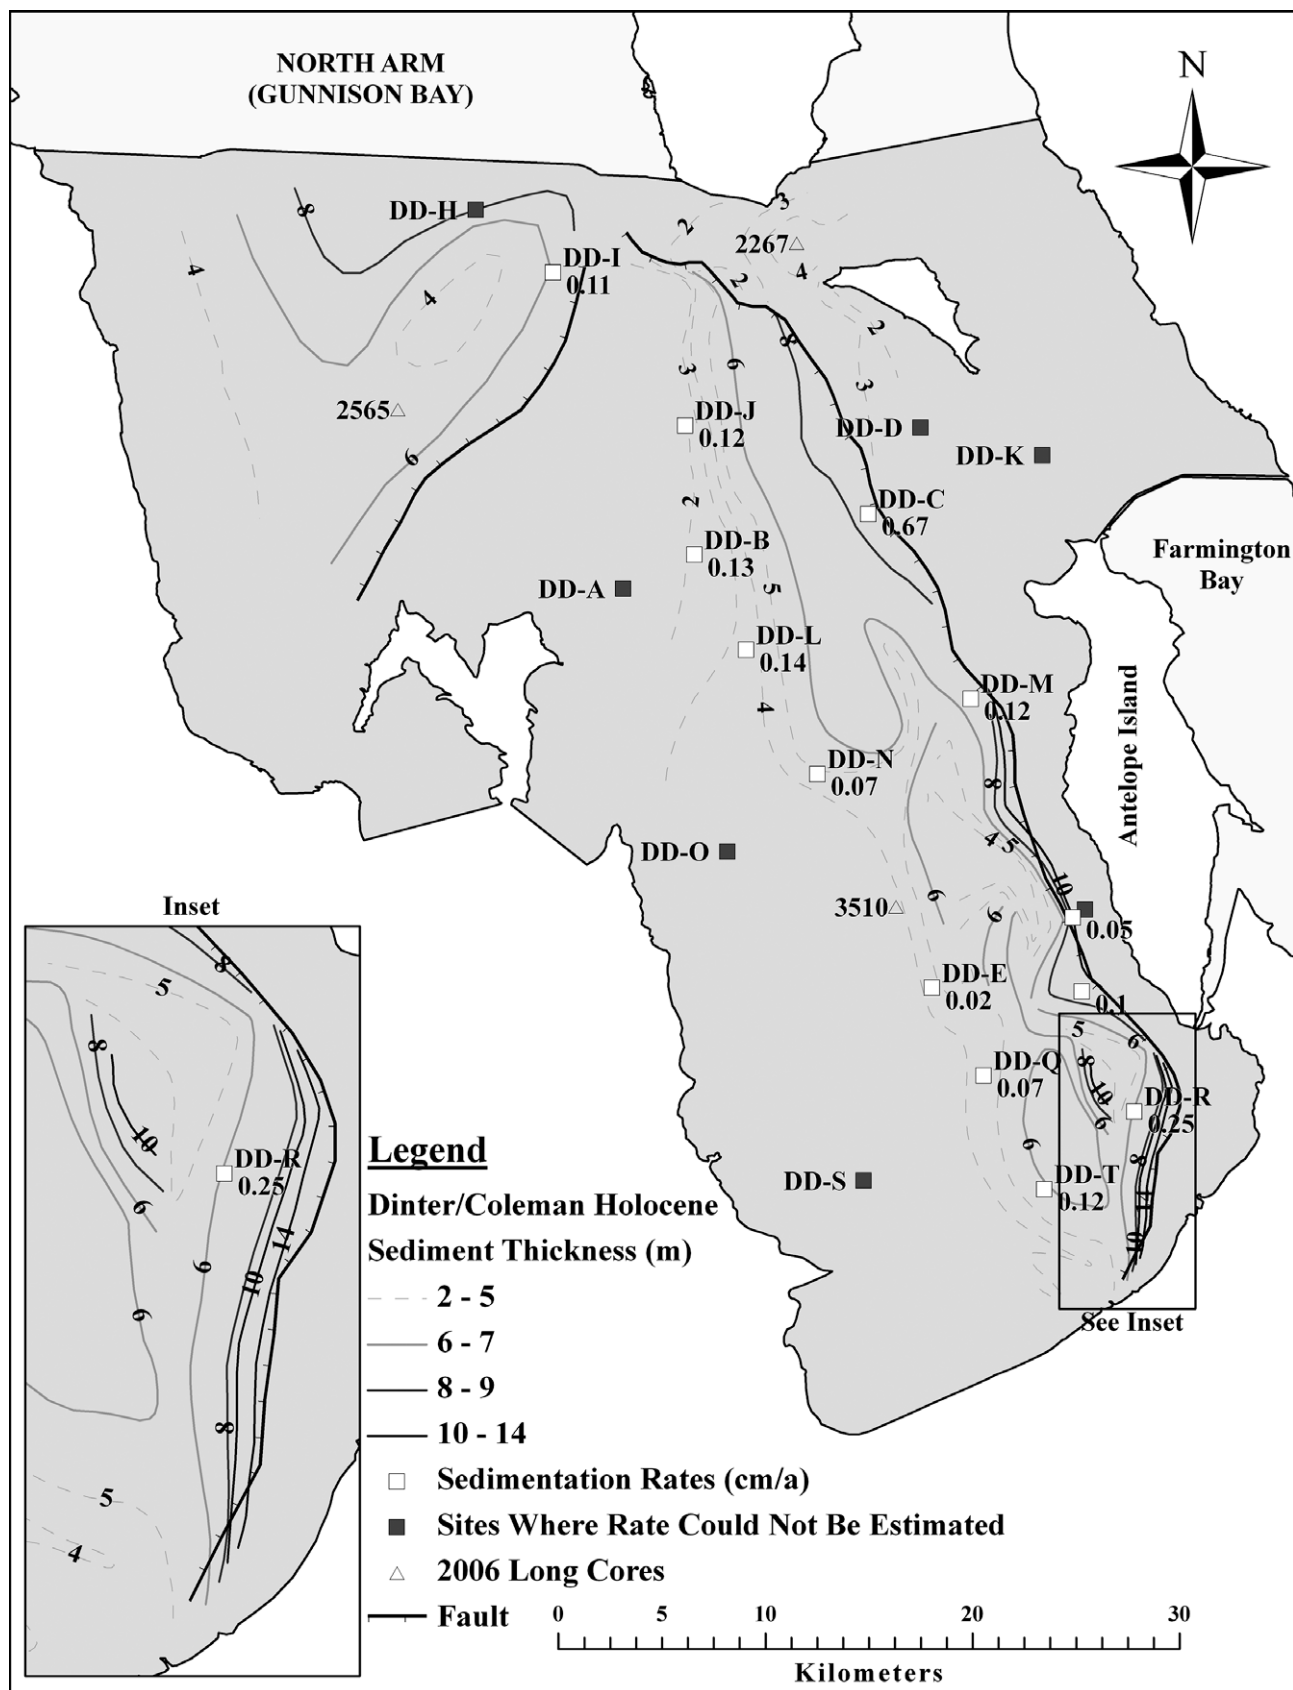 NORTH ARM
(GUNNISON BAY)
N
3
2
2267
4
8
DD-H
DD-I
0.11
4
4
2
2
8
6
3
3
2565
DD-J
0.12
DD-D
DD-K
6
2
DD-C
0.67
DD-B
0.13
Farmington
Bay
DD-A
5
DD-L
0.14
DD-M
0.12
Antelope Island
4
DD-N
0.07
8
4
5
DD-O
10
6
6
3510
0.05
DD-E
0.02
0.1
5
6
DD-Q
0.07
8
10
6
DD-R
0.25
6
8
DD-S
DD-T
0.12
14
10
See Inset
Inset
8
5
8
10
DD-R
0.25
6
14
6
10
6
8
5
4
Legend
Dinter/Coleman Holocene
Sediment Thickness (m)
2 - 5
6 - 7
8 - 9
10 - 14
Sedimentation Rates (cm/a)
Sites Where Rate Could Not Be Estimated
2006 Long Cores
Fault
0 5 10 20 30
Kilometers